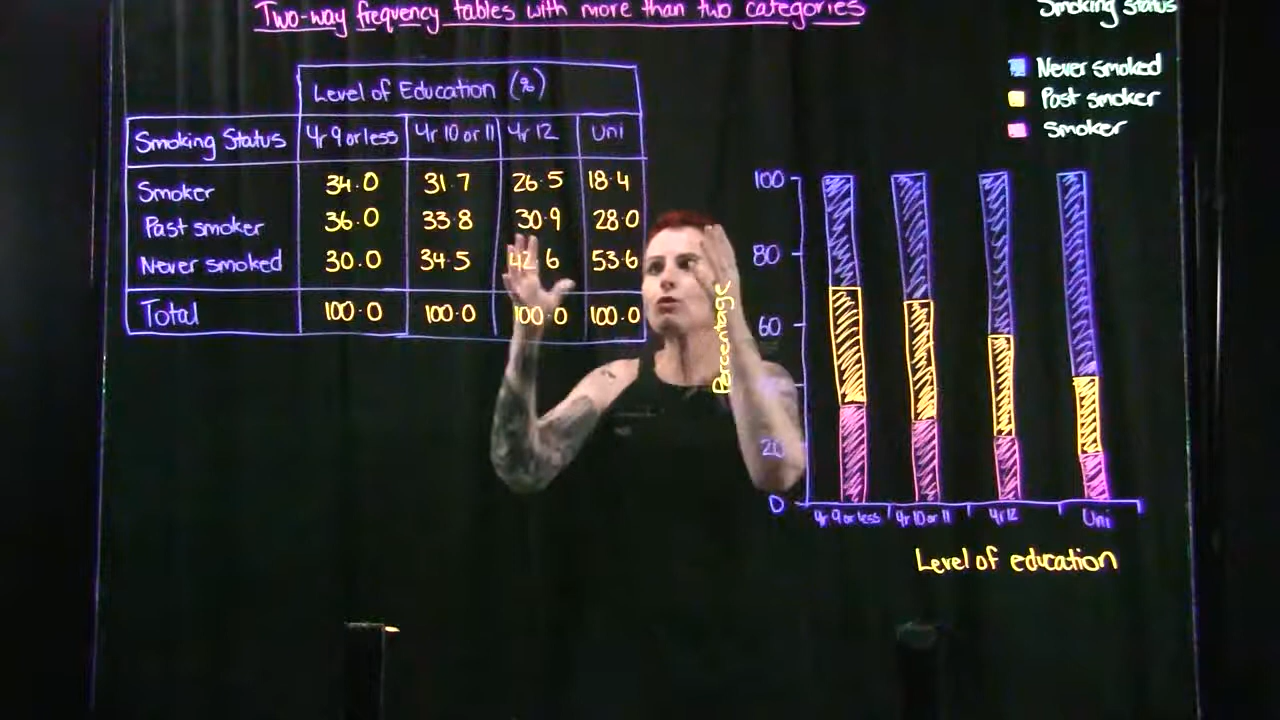 Two-way frequency tables with more than two categories
Level of Education (%)
Smoking Status Yr 9 or less Yr 10 or 11 Yr 12 Uni
Smoker 34.0 31.7 26.5 18.4
Past smoker 36.0 33.8 30.9 28.0
Never smoked 30.0 34.5 42.6 53.6
Total 100.0 100.0 100.0 100.0
Smoking Status
Never smoked
Past smoker
Smoker
Percentage
100
80
60
20
0
Yr 9 or less Yr 10 or 11 Yr 12 Uni
Level of education